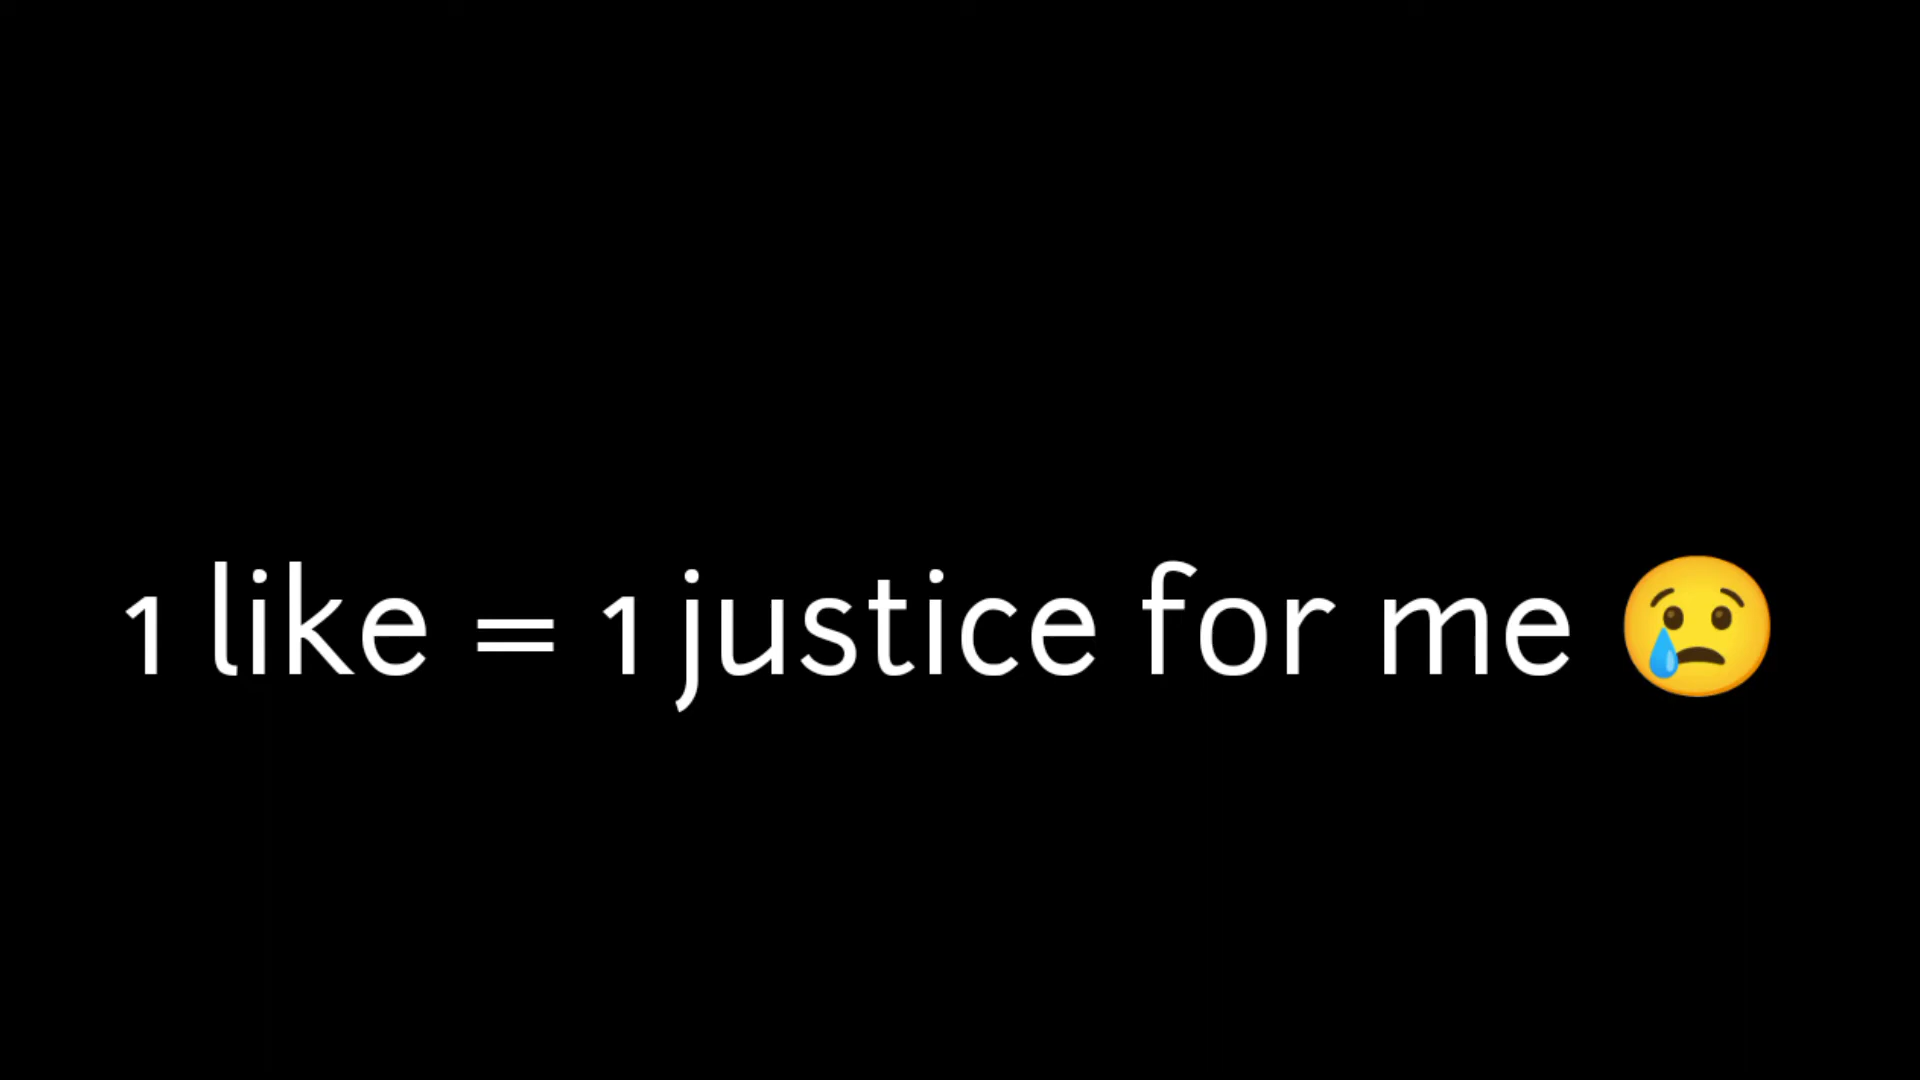 1 like = 1 justice for me 😢